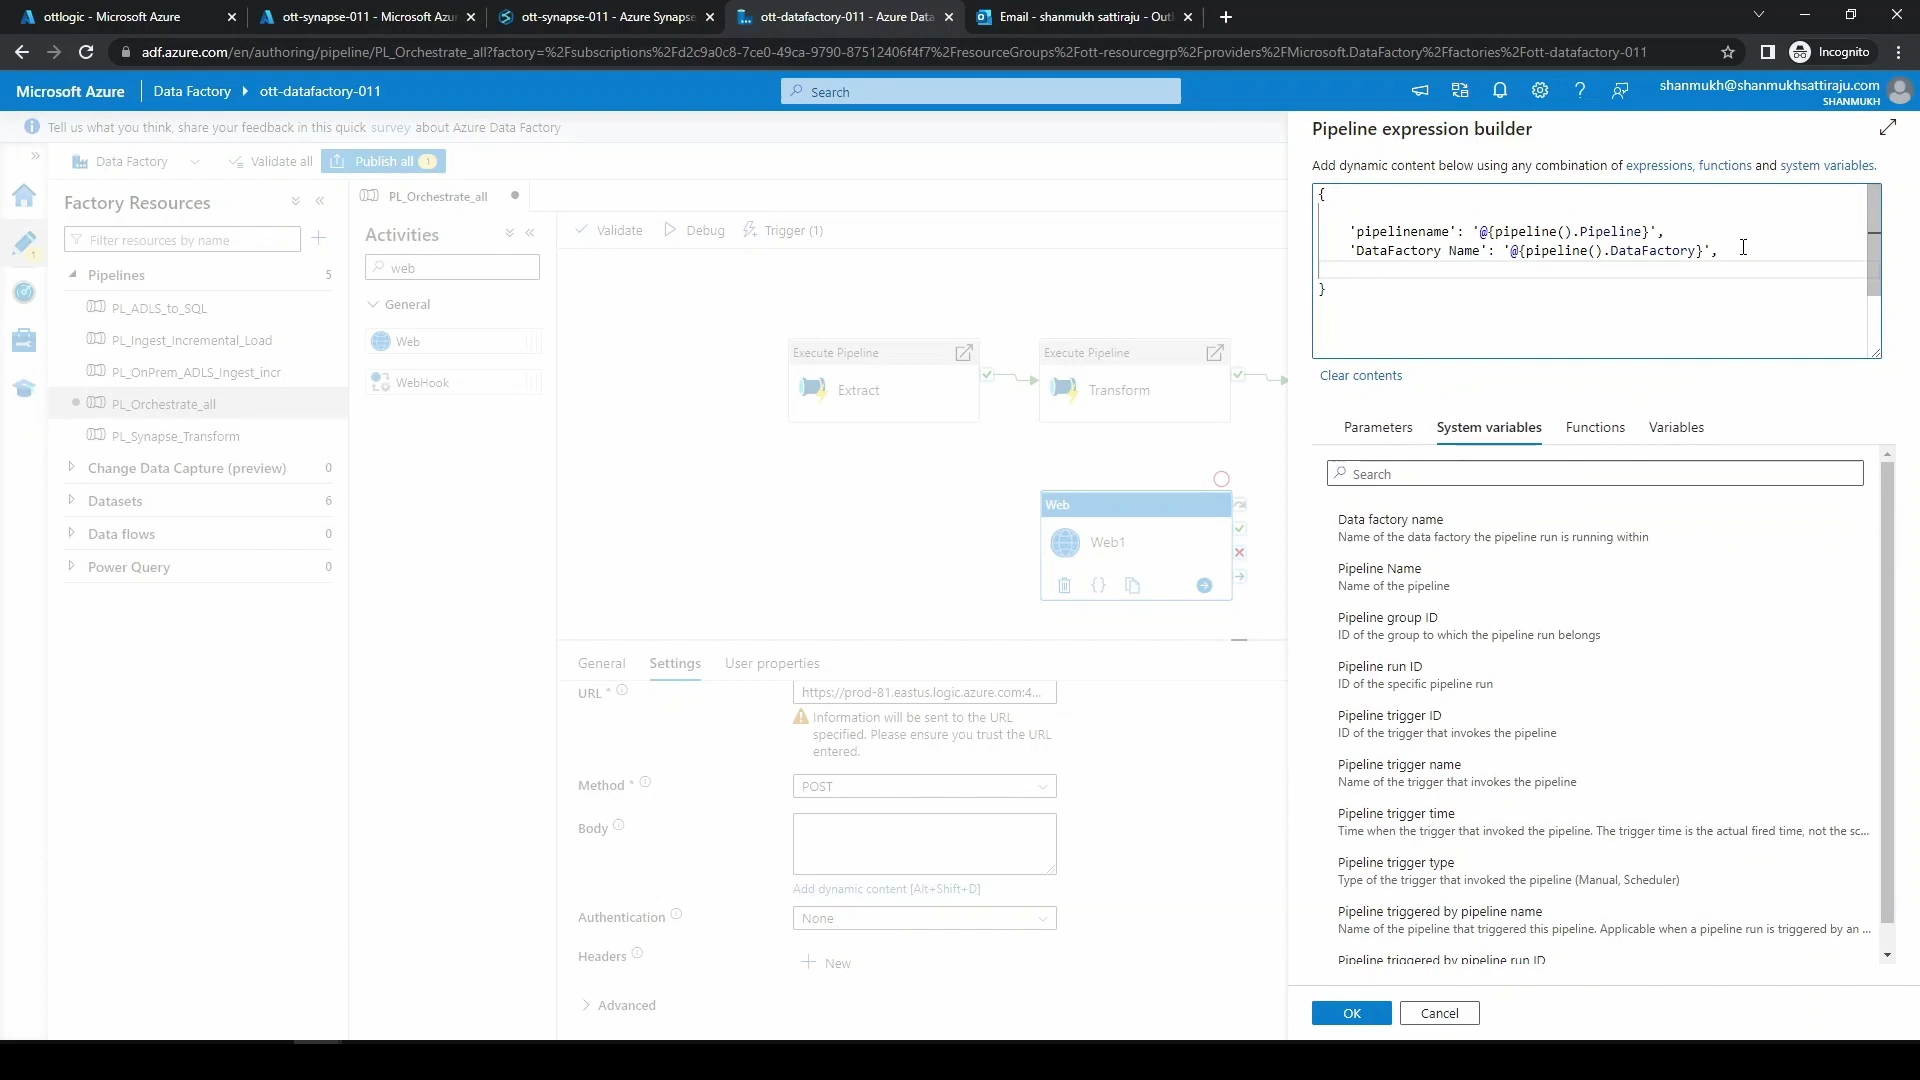 ottlogic - Microsoft Azure
ott-synapse-011 - Microsoft Azur
ott-synapse-011 - Azure Synapse
ott-datafactory-011 - Azure Data
Email - shanmukh sattiraju - Out
adf.azure.com/en/authoring/pipeline/PL_Orchestrate_all?factory=%2Fsubscriptions%2Fd2c9a0c8-7ce0-49ca-9790-87512406f4f7%2FresourceGroups%2Fott-resourcegrp%2Fproviders%2FMicrosoft.DataFactory%2Ffactories%2Fott-datafactory-011
Incognito
Microsoft Azure
Data Factory
ott-datafactory-011
Search
shanmukh@shanmukhsattiraju.com
SHANMUKH
Tell us what you think, share your feedback in this quick survey about Azure Data Factory
Data Factory
Validate all
Publish all 1
Factory Resources
Filter resources by name
Pipelines 5
PL_ADLS_to_SQL
PL_Ingest_Incremental_Load
PL_OnPrem_ADLS_Ingest_incr
PL_Orchestrate_all
PL_Synapse_Transform
Change Data Capture (preview) 0
Datasets 6
Data flows 0
Power Query 0
PL_Orchestrate_all
Activities
web
General
Web
WebHook
Validate
Debug
Trigger (1)
Execute Pipeline
Extract
Execute Pipeline
Transform
Web
Web1
General
Settings
User properties
URL *
https://prod-81.eastus.logic.azure.com:4...
Information will be sent to the URL
specified. Please ensure you trust the URL
entered.
Method *
POST
Body
Add dynamic content [Alt+Shift+D]
Authentication
None
Headers
New
Advanced
Pipeline expression builder
Add dynamic content below using any combination of expressions, functions and system variables.
{
'pipelinename': '@{pipeline().Pipeline}',
'DataFactory Name': '@{pipeline().DataFactory}',
}
Clear contents
Parameters
System variables
Functions
Variables
Search
Data factory name
Name of the data factory the pipeline run is running within
Pipeline Name
Name of the pipeline
Pipeline group ID
ID of the group to which the pipeline run belongs
Pipeline run ID
ID of the specific pipeline run
Pipeline trigger ID
ID of the trigger that invokes the pipeline
Pipeline trigger name
Name of the trigger that invokes the pipeline
Pipeline trigger time
Time when the trigger that invoked the pipeline. The trigger time is the actual fired time, not the sc...
Pipeline trigger type
Type of the trigger that invoked the pipeline (Manual, Scheduler)
Pipeline triggered by pipeline name
Name of the pipeline that triggered this pipeline. Applicable when a pipeline run is triggered by an ...
Pipeline triggered by pipeline run ID
OK
Cancel